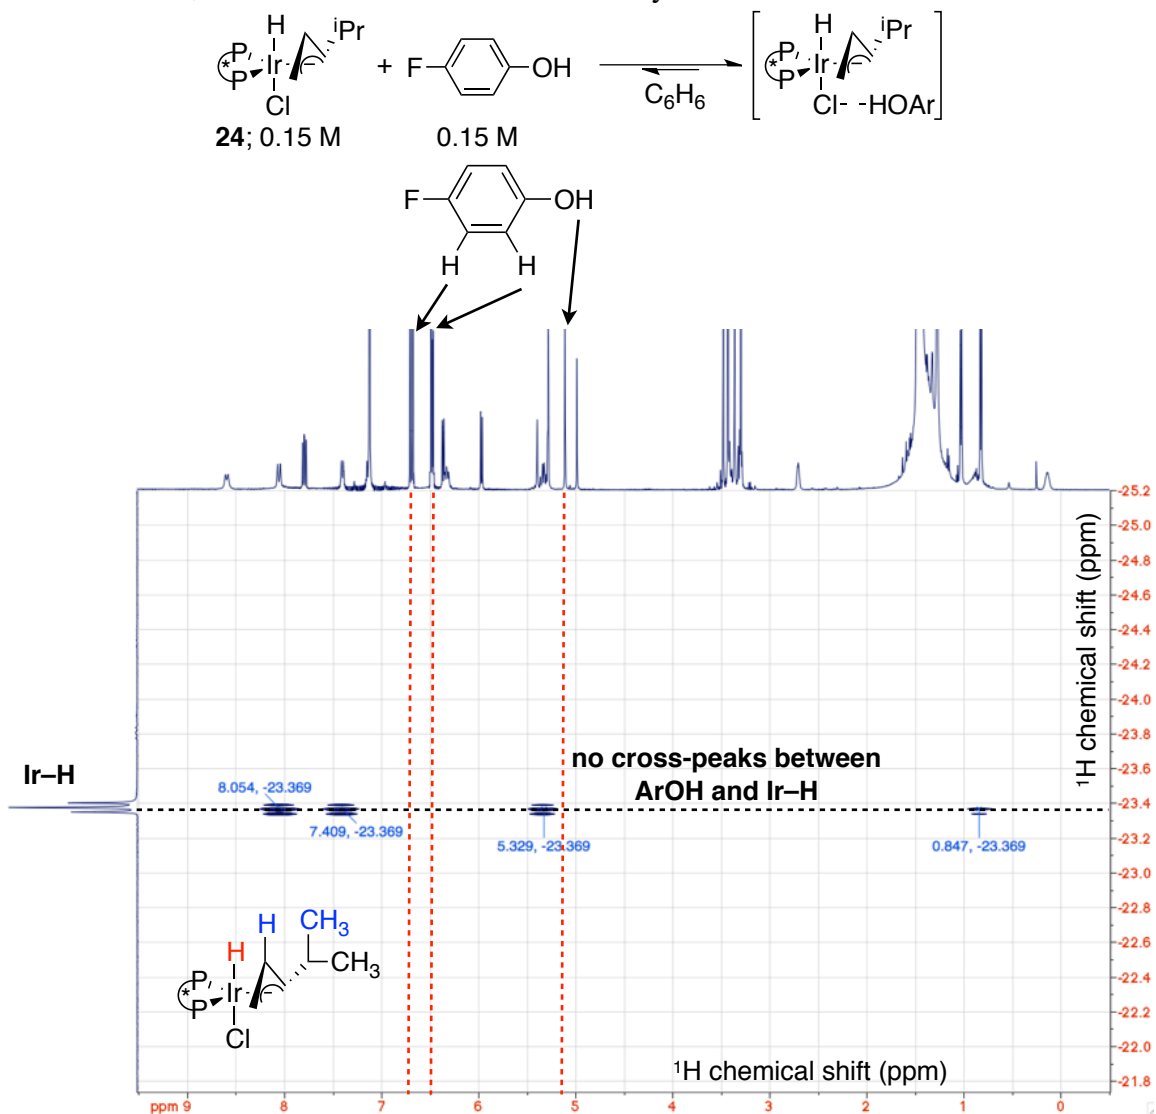 H
iPr
P
* Ir
P
Cl
+
F
OH
C6H6
H
iPr
P
* Ir
P
Cl- - -HOAr
24; 0.15 M
0.15 M
F
OH
H H
-25.2
-25.0
-24.8
-24.6
-24.4
-24.2
-24.0
-23.8
-23.6
-23.4
-23.2
-23.0
-22.8
-22.6
-22.4
-22.2
-22.0
-21.8
1H chemical shift (ppm)
no cross-peaks between
ArOH and Ir–H
Ir–H
8.054, -23.369
7.409, -23.369
5.329, -23.369
0.847, -23.369
H CH3
H
CH3
P
* Ir
P
Cl
1H chemical shift (ppm)
ppm 9 8 7 6 5 4 3 2 1 0